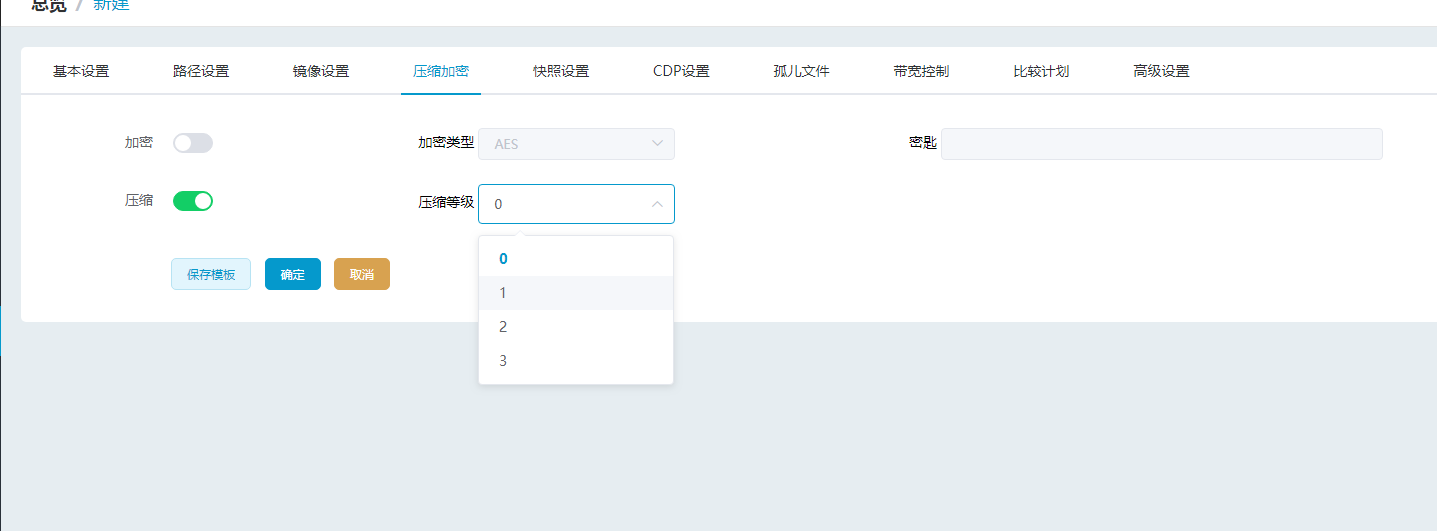 总览 / 新建
基本设置 路径设置 镜像设置 压缩加密 快照设置 CDP设置 孤儿文件 带宽控制 比较计划 高级设置
加密 加密类型 AES 密匙
压缩 压缩等级 0
0
保存模板 确定 取消
1
2
3